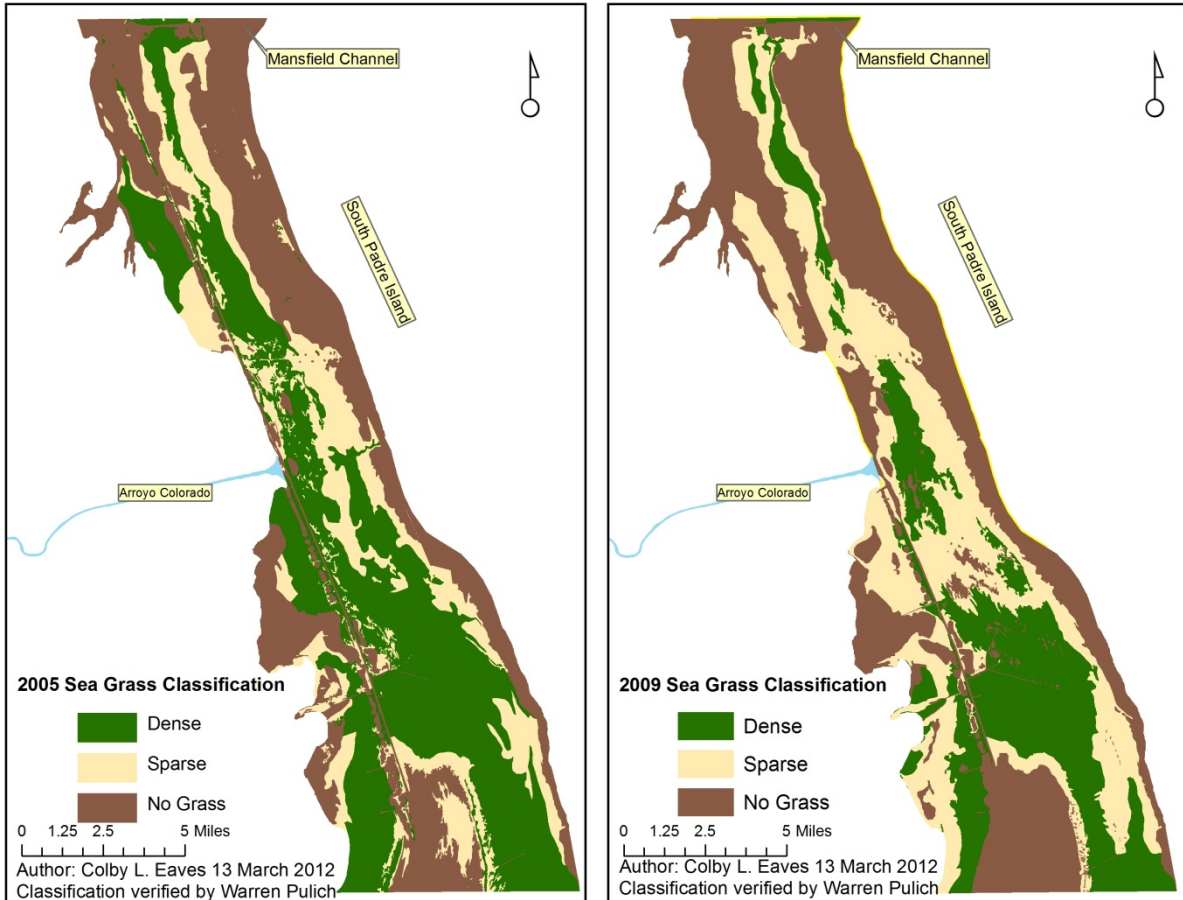 Mansfield Channel
South Padre Island
Arroyo Colorado
2005 Sea Grass Classification
Dense
Sparse
No Grass
0 1.25 2.5 5 Miles
Author: Colby L. Eaves 13 March 2012
Classification verified by Warren Pulich
Mansfield Channel
South Padre Island
Arroyo Colorado
2009 Sea Grass Classification
Dense
Sparse
No Grass
0 1.25 2.5 5 Miles
Author: Colby L. Eaves 13 March 2012
Classification verified by Warren Pulich